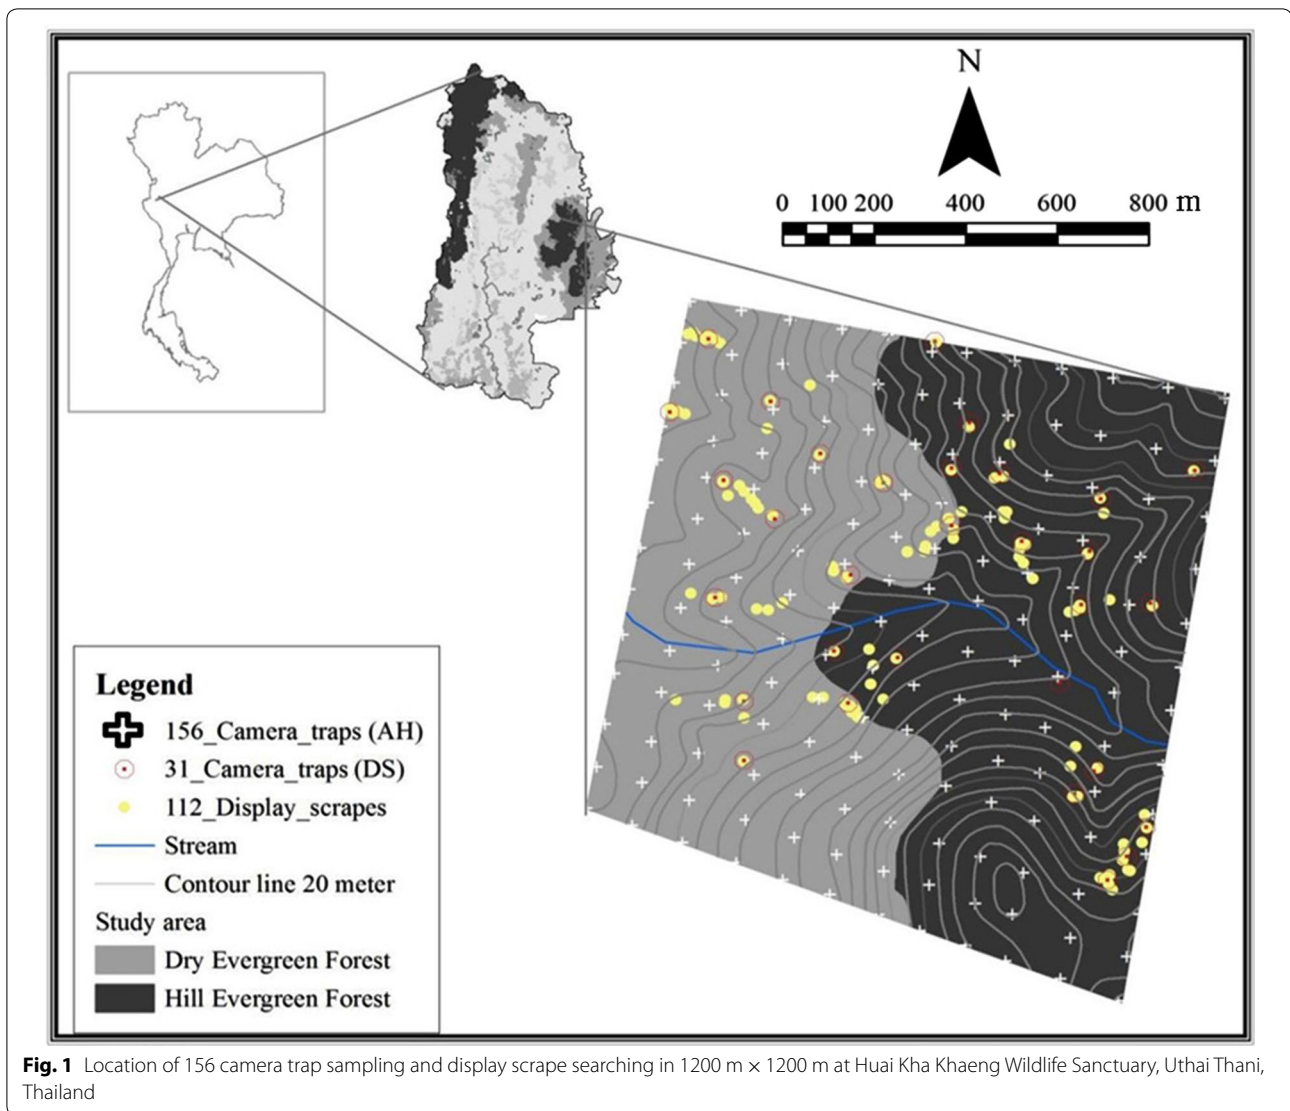 N
0 100 200 400 600 800 m
Legend
156_Camera_traps (AH)
31_Camera_traps (DS)
112_Display_scrapes
Stream
Contour line 20 meter
Study area
Dry Evergreen Forest
Hill Evergreen Forest
Fig. 1 Location of 156 camera trap sampling and display scrape searching in 1200 m × 1200 m at Huai Kha Khaeng Wildlife Sanctuary, Uthai Thani,
Thailand